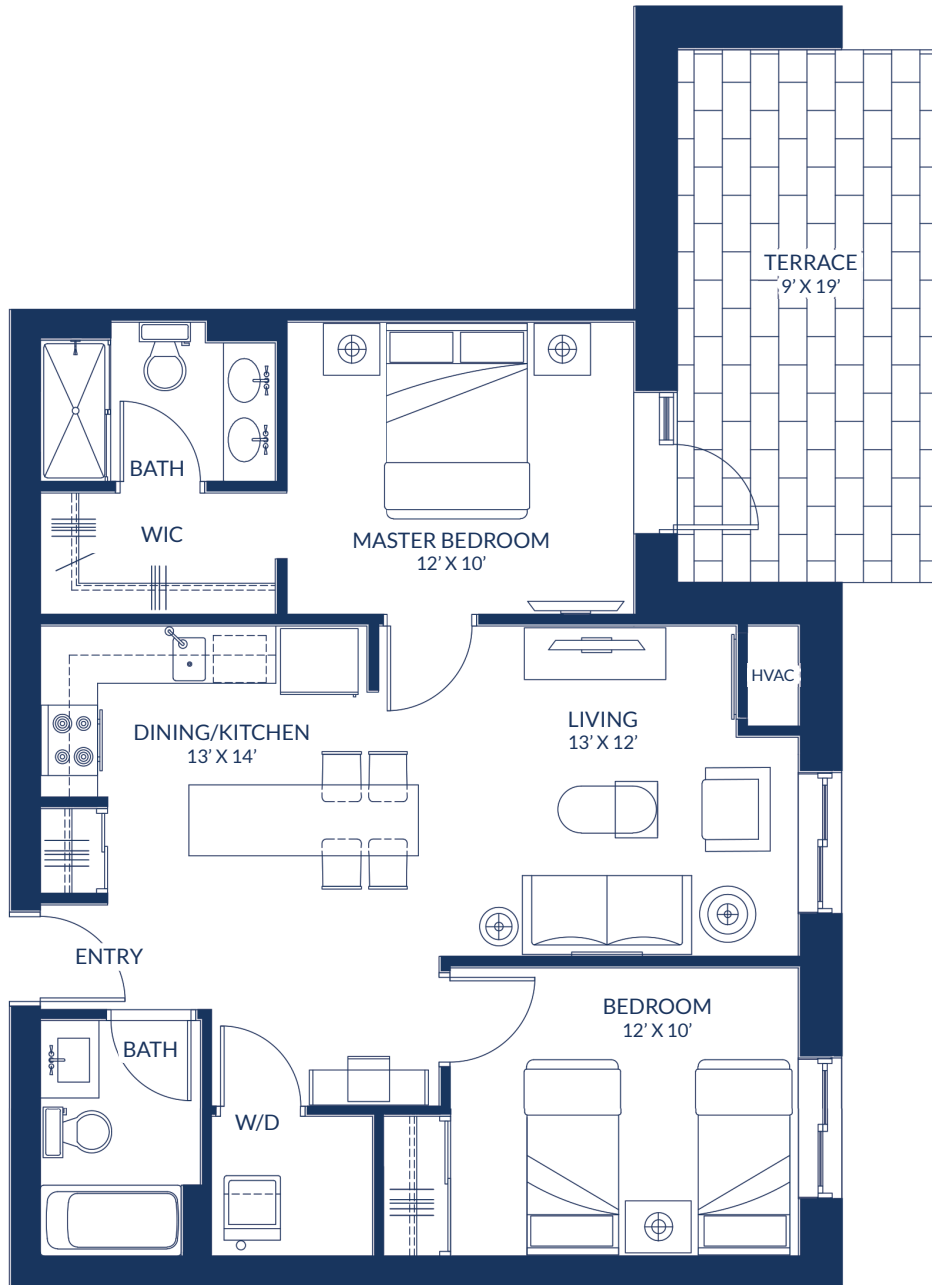 TERRACE
9’ X 19’
BATH
WIC
MASTER BEDROOM
12’ X 10’
HVAC
DINING/KITCHEN
13’ X 14’
LIVING
13’ X 12’
ENTRY
BATH
W/D
BEDROOM
12’ X 10’